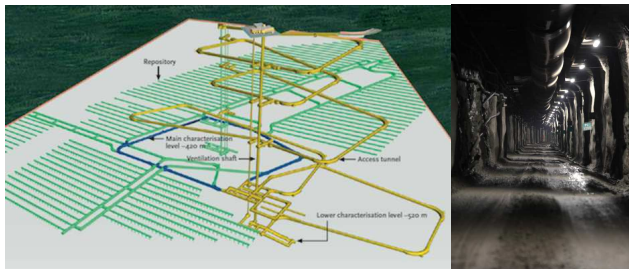 Repository
Main characterisation
level –420 m
Ventilation shaft
Access tunnel
Lower characterisation level –520 m